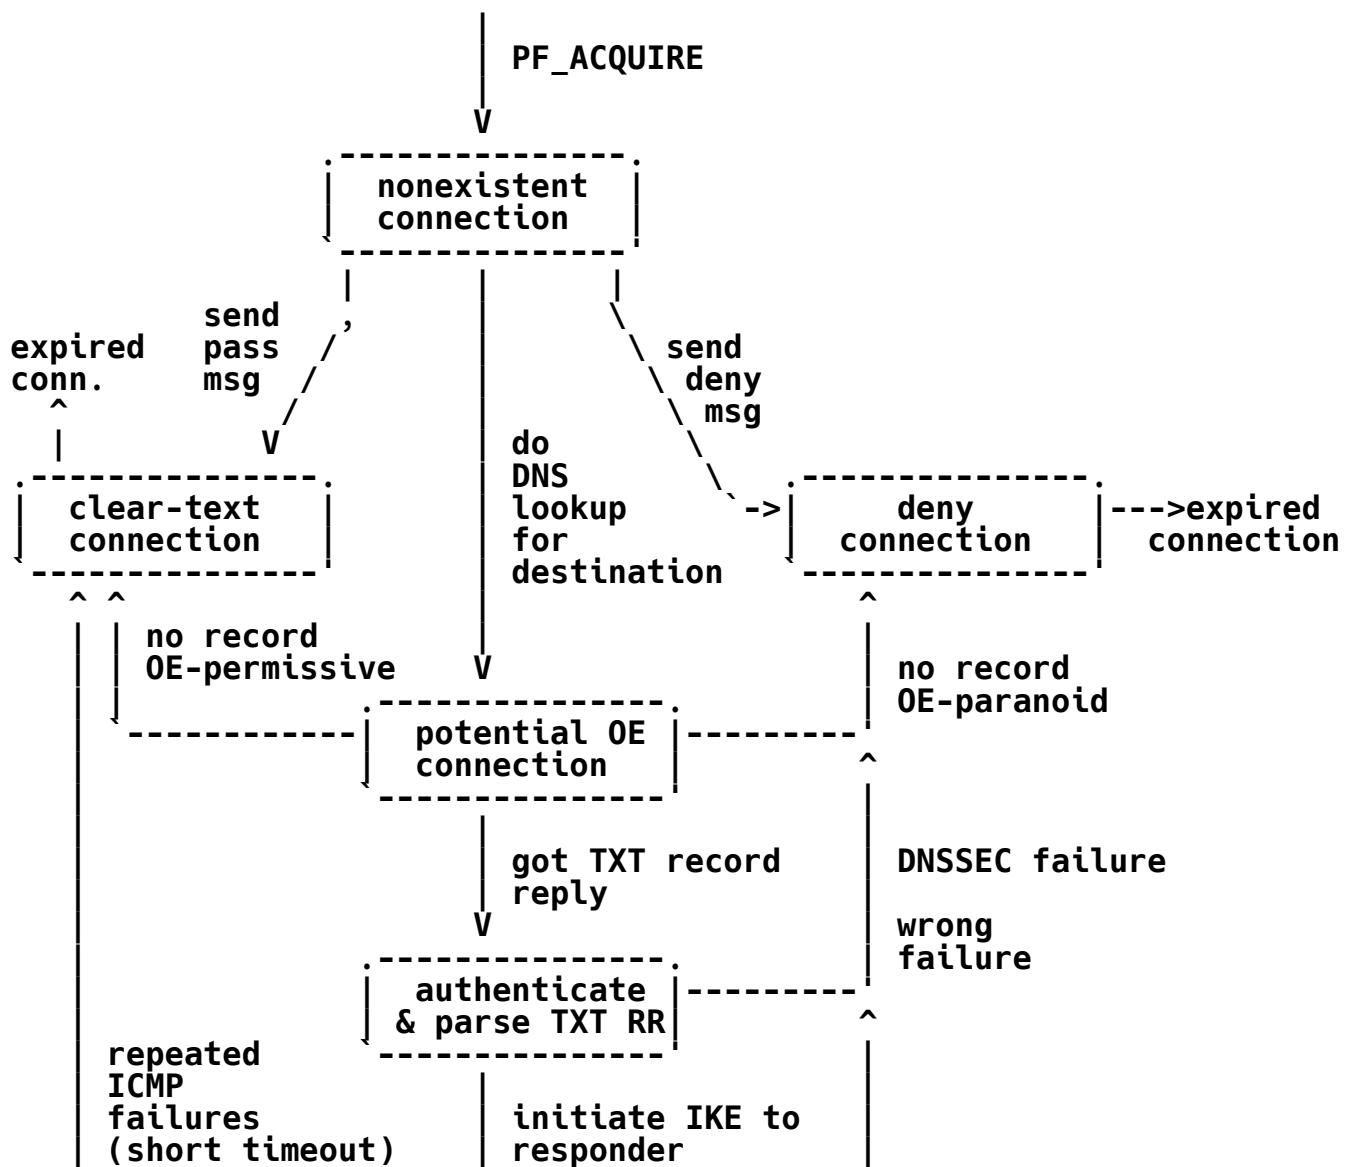 PF_ACQUIRE
nonexistent
connection
send
expired pass send
conn. msg deny
msg
do
DNS
clear-text lookup deny expired
connection for connection connection
destination
no record
OE-permissive no record
OE-paranoid
potential OE
connection
got TXT record DNSSEC failure
reply
wrong
failure
authenticate
& parse TXT RR
repeated
ICMP
failures initiate IKE to
(short timeout) responder